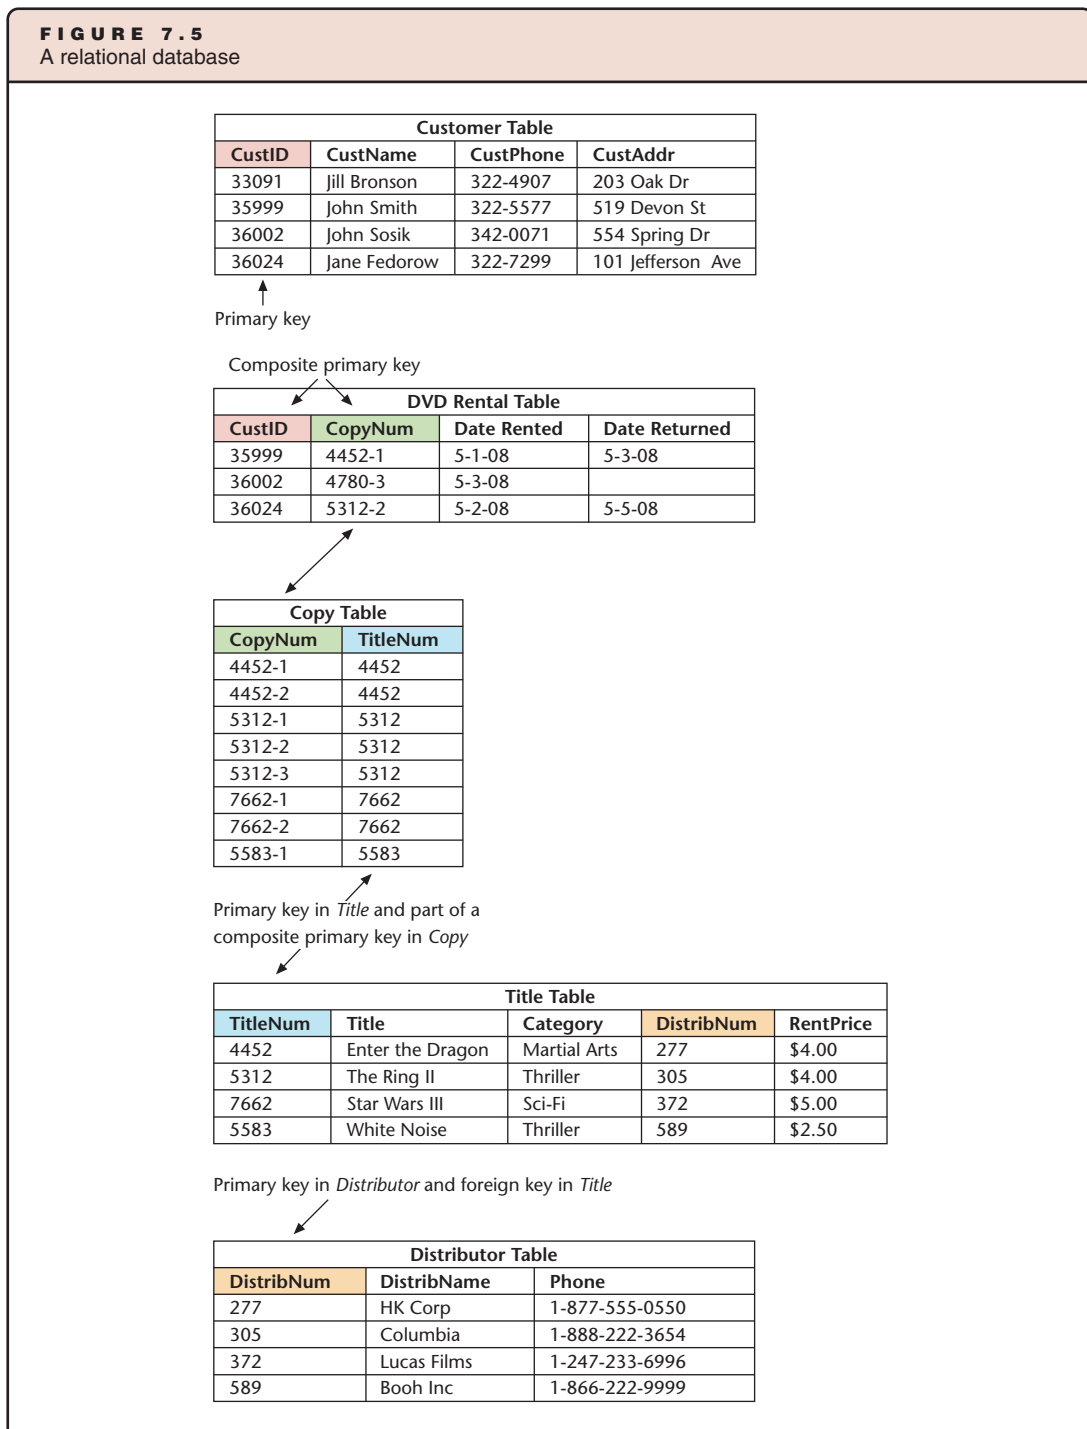 FIGURE 7.5
A relational database
Customer Table
CustID CustName CustPhone CustAddr
33091 Jill Bronson 322-4907 203 Oak Dr
35999 John Smith 322-5577 519 Devon St
36002 John Sosik 342-0071 554 Spring Dr
36024 Jane Fedorow 322-7299 101 Jefferson Ave
Primary key
Composite primary key
DVD Rental Table
CustID CopyNum Date Rented Date Returned
35999 4452-1 5-1-08 5-3-08
36002 4780-3 5-3-08
36024 5312-2 5-2-08 5-5-08
Copy Table
CopyNum TitleNum
4452-1 4452
4452-2 4452
5312-1 5312
5312-2 5312
5312-3 5312
7662-1 7662
7662-2 7662
5583-1 5583
Primary key in Title and part of a
composite primary key in Copy
Title Table
TitleNum Title Category DistribNum RentPrice
4452 Enter the Dragon Martial Arts 277 $4.00
5312 The Ring II Thriller 305 $4.00
7662 Star Wars III Sci-Fi 372 $5.00
5583 White Noise Thriller 589 $2.50
Primary key in Distributor and foreign key in Title
Distributor Table
DistribNum DistribName Phone
277 HK Corp 1-877-555-0550
305 Columbia 1-888-222-3654
372 Lucas Films 1-247-233-6996
589 Booh Inc 1-866-222-9999